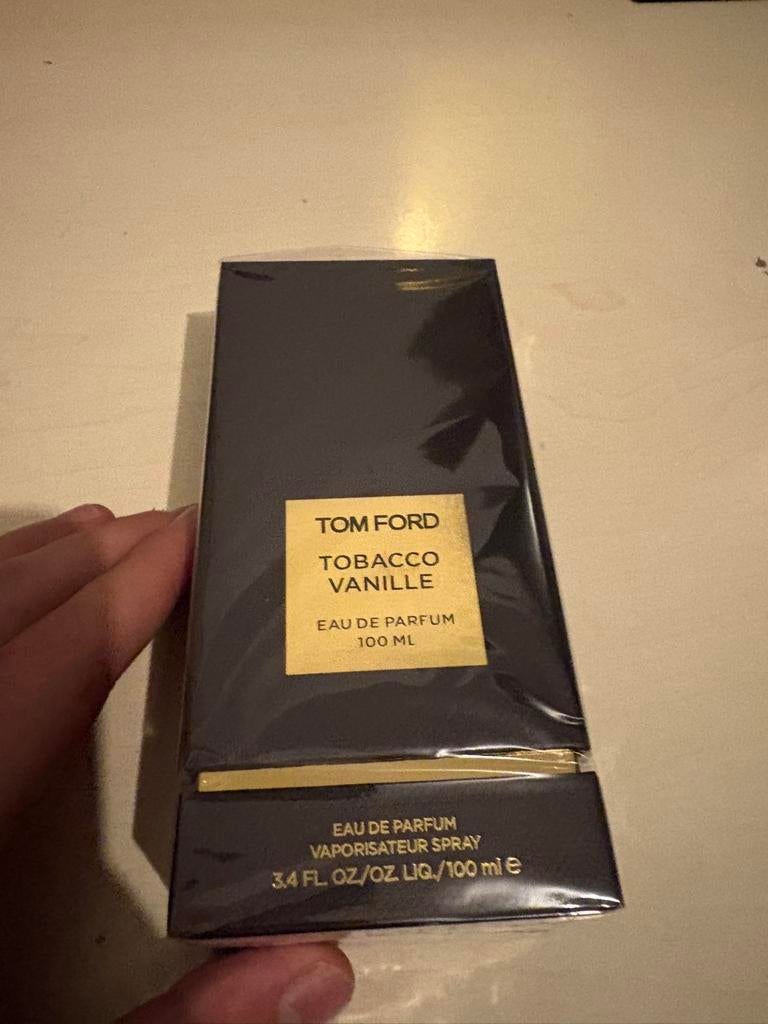 TOM FORD
TOBACCO
VANILLE
EAU DE PARFUM
100 ML
EAU DE PARFUM
VAPORISATEUR SPRAY
3.4 FL. OZ/OZ. LIQ./100 ml ℮